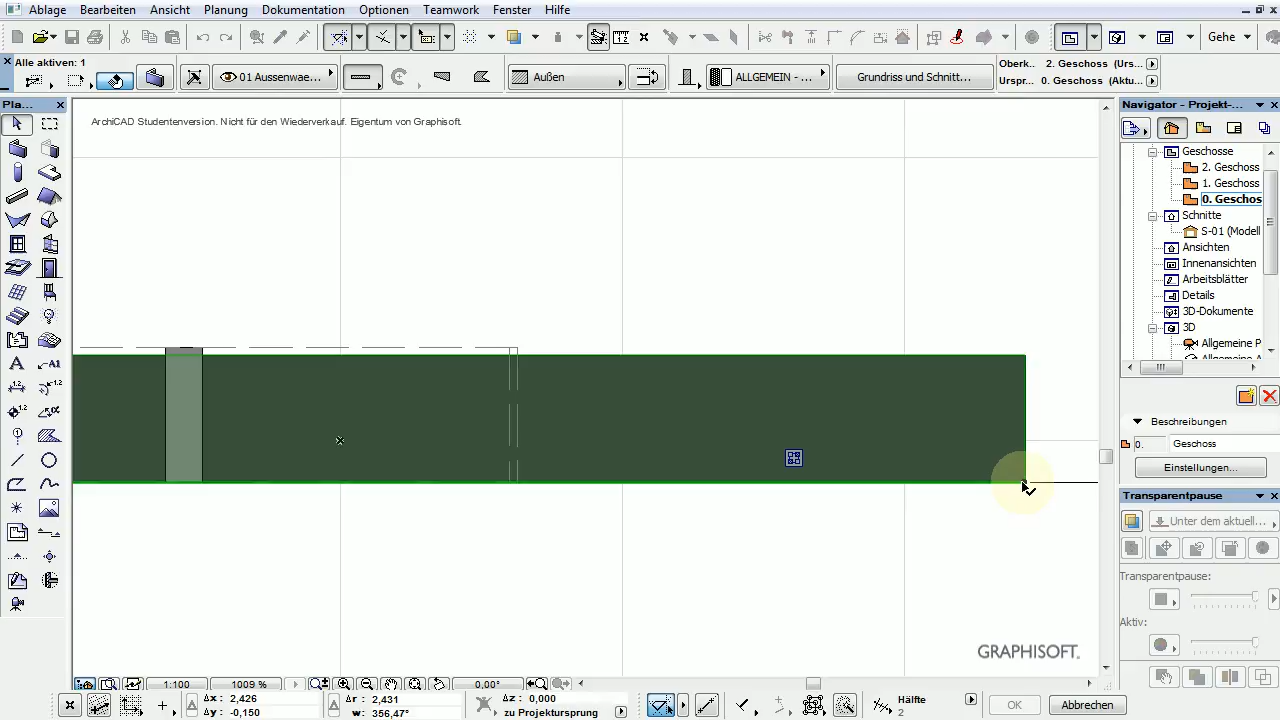 Ablage Bearbeiten Ansicht Planung Dokumentation Optionen Teamwork Fenster Hilfe
Gehe
Alle aktiven: 1
01 Aussenwae...
Außen
ALLGEMEIN - ...
Grundriss und Schnitt...
Oberk.. 2. Geschoss (Urs...
Urspr.. 0. Geschoss (Aktu...
Pla...
Navigator - Projekt-...
ArchiCAD Studentenversion. Nicht für den Wiederverkauf. Eigentum von Graphisoft.
Geschosse
2. Geschoss
1. Geschoss
0. Geschos
Schnitte
S-01 (Modell
Ansichten
Innenansichten
Arbeitsblätter
Details
3D-Dokumente
3D
Allgemeine P
Allgemeine A
Beschreibungen
0. Geschoss
Einstellungen...
Transparentpause
Unter dem aktuell...
Transparentpause:
Aktiv:
GRAPHISOFT.
1:100 1009 % 0,00°
Δx: 2,426
Δy: -0,150
Δr: 2,431
w: 356,47°
Δz: 0,000
zu Projektursprung
Hälfte
2
OK
Abbrechen